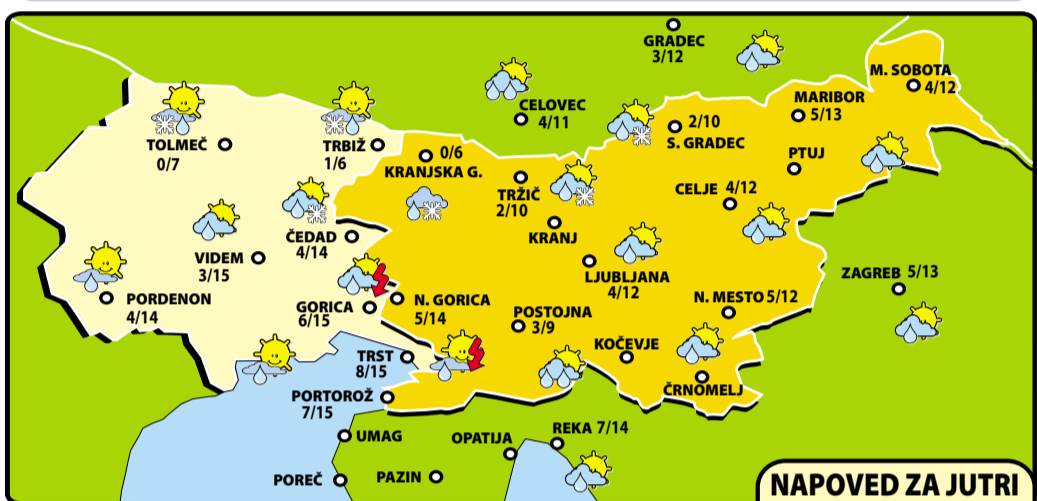 GRADEC
3/12
M. SOBOTA
4/12
CELOVEC
4/11
MARIBOR
5/13
TOLMEČ
0/7
TRBIŽ
1/6
0/6
KRANJSKA G.
2/10
S. GRADEC
PTUJ
TRŽIČ
2/10
CELJE 4/12
KRANJ
ČEDAD
4/14
VIDEM
3/15
LJUBLJANA
4/12
ZAGREB 5/13
PORDENON
4/14
GORICA
6/15
N. GORICA
5/14
POSTOJNA
3/9
N. MESTO 5/12
KOČEVJE
TRST
8/15
ČRNOMELJ
PORTOROŽ
7/15
UMAG
OPATIJA
REKA 7/14
POREČ
PAZIN
NAPOVED ZA JUTRI